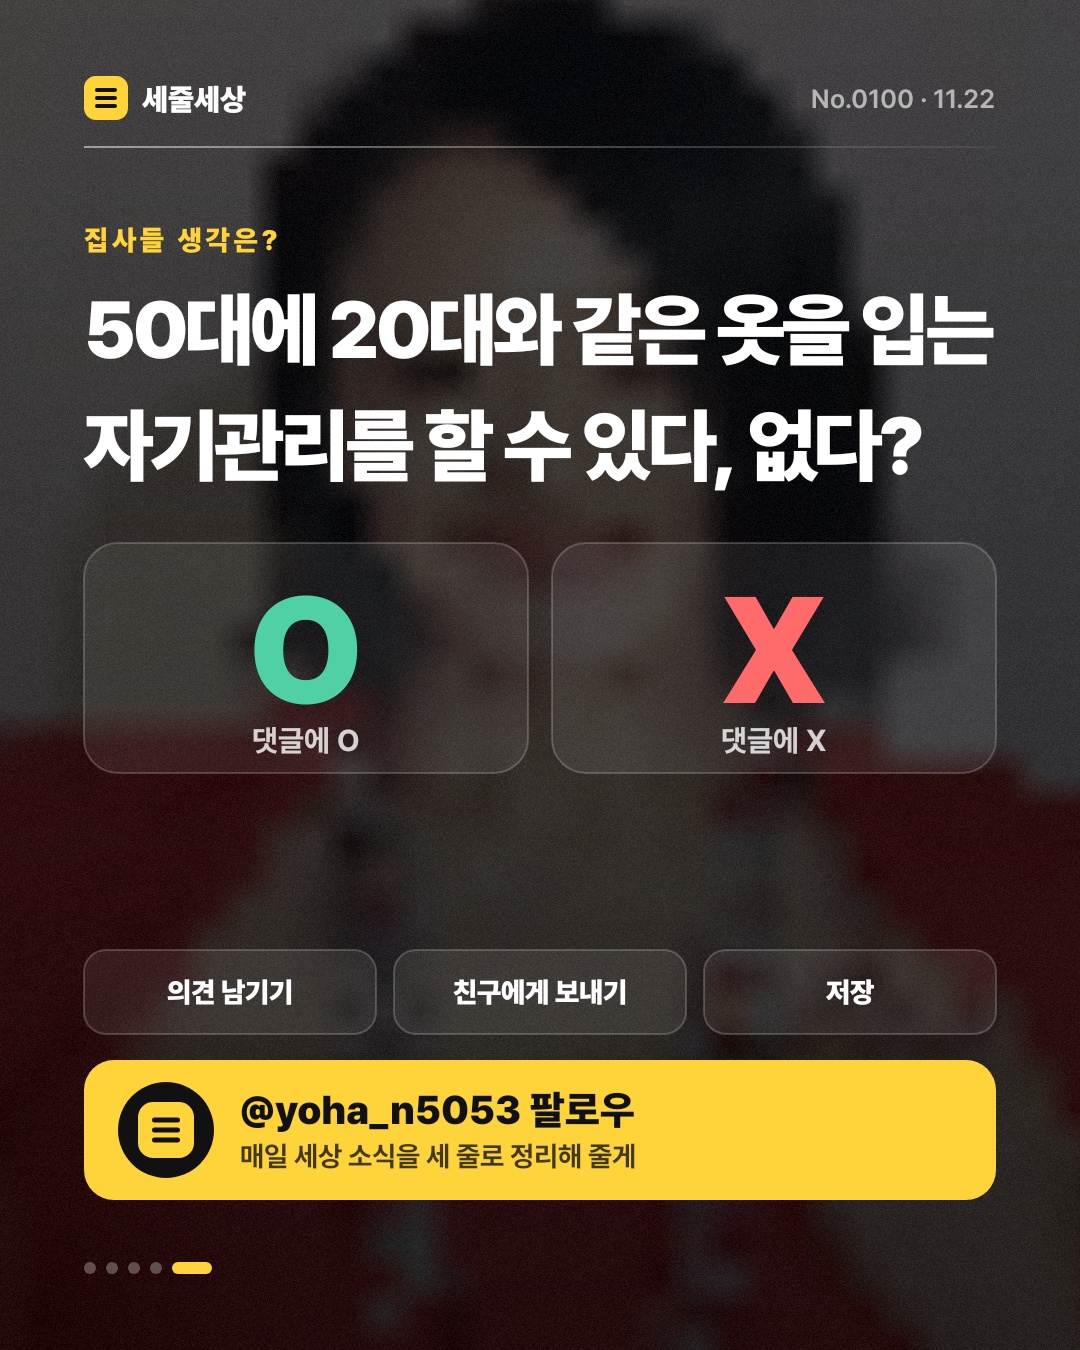 세줄세상
No.0100 · 11.22
집사들 생각은?
50대에 20대와 같은 옷을 입는
자기관리를 할 수 있다, 없다?
O
댓글에 O
X
댓글에 X
의견 남기기
친구에게 보내기
저장
@yoha_n5053 팔로우
매일 세상 소식을 세 줄로 정리해 줄게